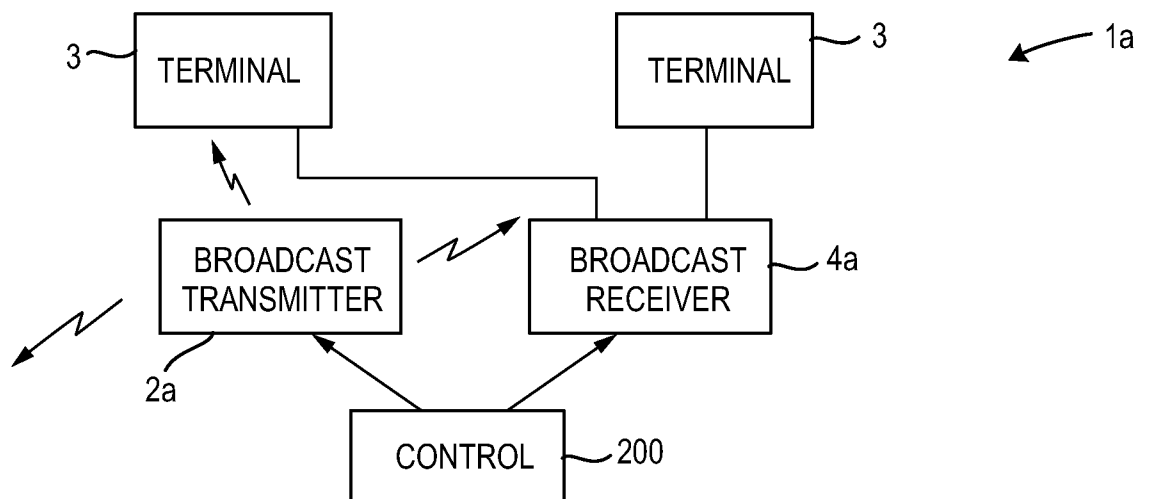 3
TERMINAL
TERMINAL
3
1a
BROADCAST
TRANSMITTER
BROADCAST
RECEIVER
4a
2a
CONTROL
200